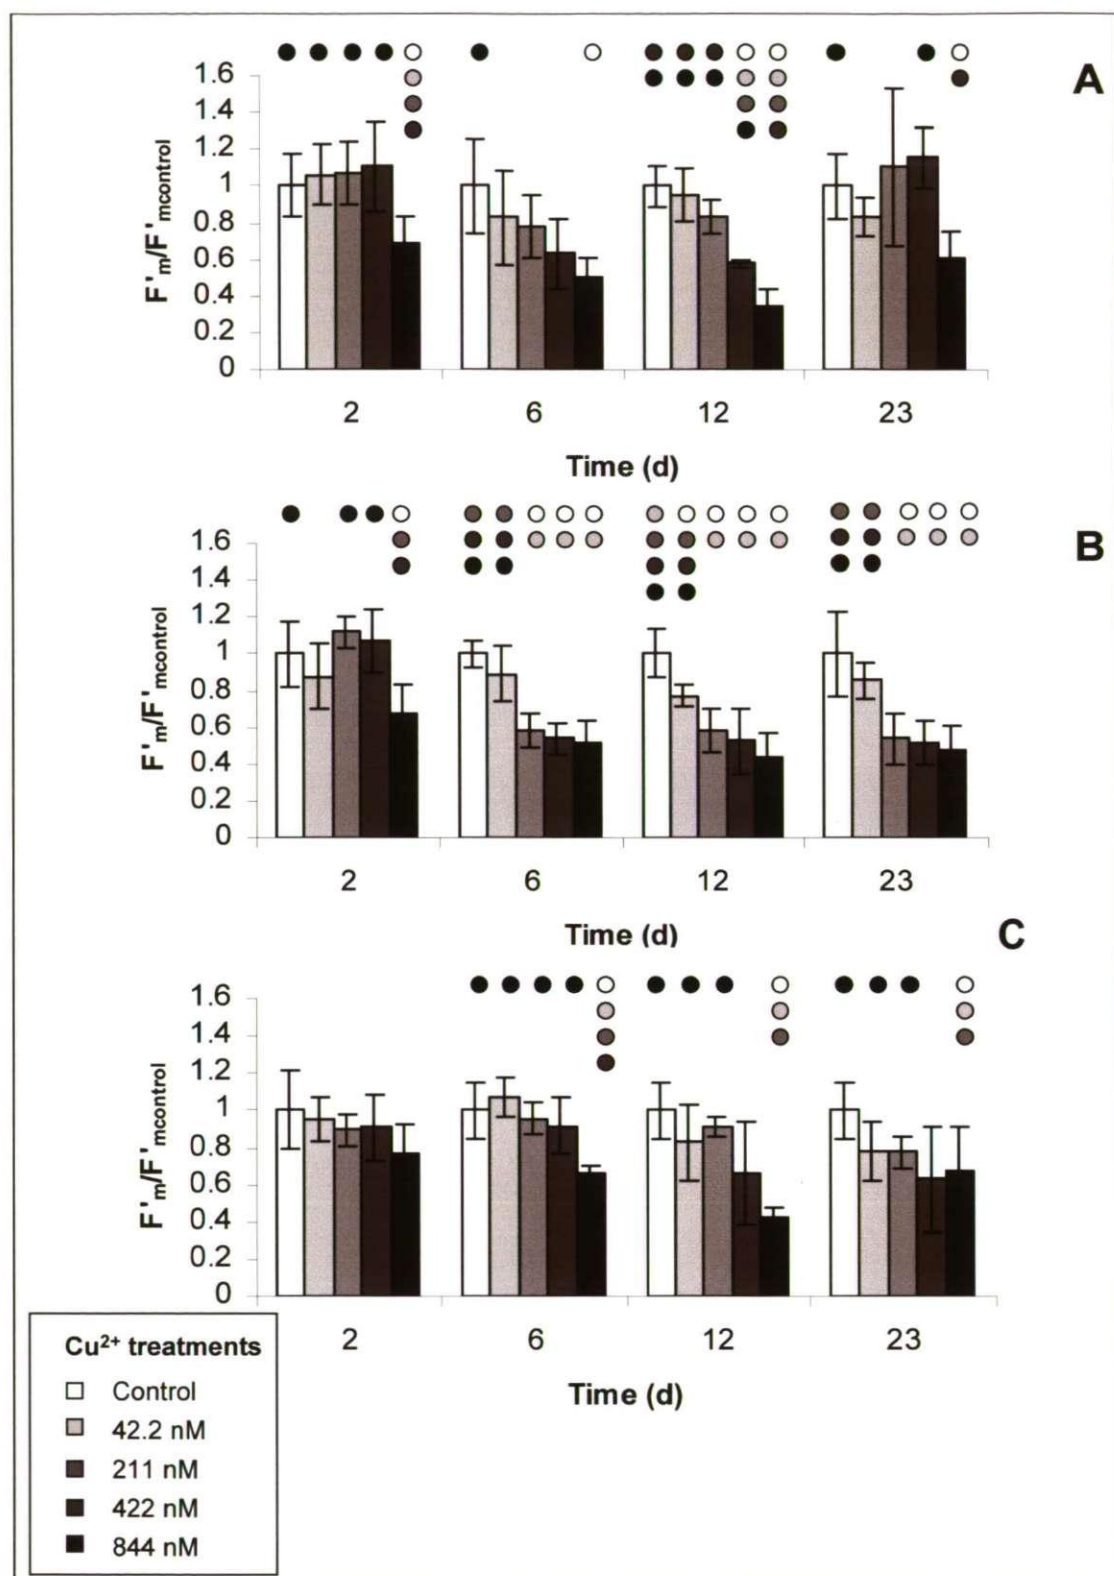 A
1.6
1.4
1.2
1
0.8
0.6
0.4
0.2
0
F'm/F'mcontrol
2 6 12 23
Time (d)
B
1.6
1.4
1.2
1
0.8
0.6
0.4
0.2
0
F'm/F'mcontrol
2 6 12 23
Time (d)
C
1.6
1.4
1.2
1
0.8
0.6
0.4
0.2
0
F'm/F'mcontrol
2 6 12 23
Time (d)
Cu²⁺ treatments
Control
42.2 nM
211 nM
422 nM
844 nM